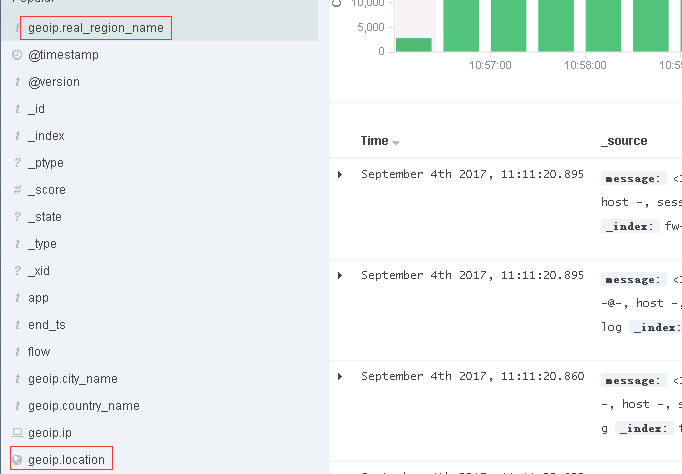 Popular
t geoip.real_region_name
@timestamp
t @version
t _id
t _index
? _ptype
# _score
? _state
t _type
? _xid
t app
t end_ts
t flow
t geoip.city_name
t geoip.country_name
geoip.ip
geoip.location
10,000
5,000
0
10:57:00
10:58:00
Time
_source
September 4th 2017, 11:11:20.895
message: <1
host -, sess
_index: fw-
September 4th 2017, 11:11:20.895
message: <1
-@-, host -,
log _index:
September 4th 2017, 11:11:20.860
message: <1
-, host -, s
g _index: f